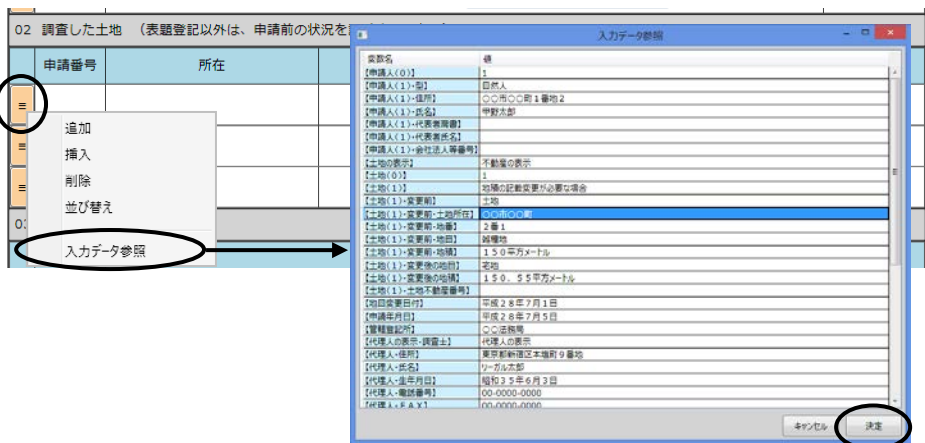 02 調査した土地 (表題登記以外は、申請前の状況を
申請番号 所在
≡
≡
≡
追加
挿入
削除
並び替え
入力データ参照
03
入力データ参照
変数名 値
【申請人(0)】 1
【申請人(1)-型】 自然人
【申請人(1)-住所】 〇〇市〇〇町1番地2
【申請人(1)-氏名】 甲野太郎
【申請人(1)-代表者肩書】
【申請人(1)-代表者氏名】
【申請人(1)-会社法人等番号】
【土地の表示】 不動産の表示
【土地(0)】 1
【土地(1)】 地積の記載変更が必要な場合
【土地(1)-変更前】 土地
【土地(1)-変更前-土地所在】 〇〇市〇〇町
【土地(1)-変更前-地番】 2番1
【土地(1)-変更前-地目】 雑種地
【土地(1)-変更前-地積】 150平方メートル
【土地(1)-変更後の地目】 宅地
【土地(1)-変更後の地積】 150.55平方メートル
【土地(1)-土地不動産番号】
【地目変更日付】 平成28年7月1日
【申請年月日】 平成28年7月5日
【管轄登記所】 〇〇法務局
【代理人の表示-調査士】 代理人の表示
【代理人-住所】 東京都新宿区本塩町9番地
【代理人-氏名】 リーガル太郎
【代理人-生年月日】 昭和35年6月3日
【代理人-電話番号】 00-0000-0000
【代理人-FAX】 00-0000-0000
キャンセル 決定